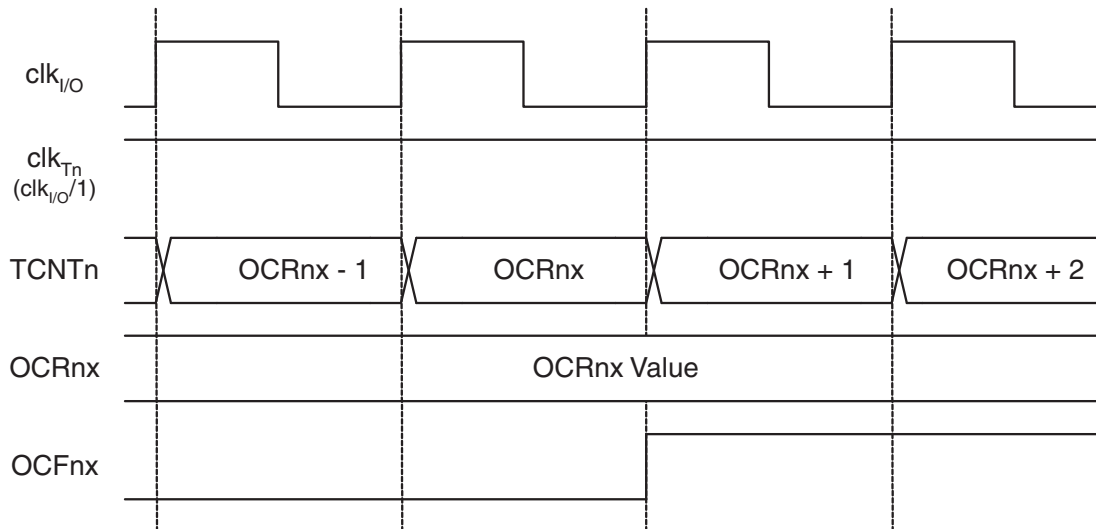 clkI/O
clkTn
(clkI/O/1)
TCNTn
OCRnx - 1
OCRnx
OCRnx + 1
OCRnx + 2
OCRnx
OCRnx Value
OCFnx